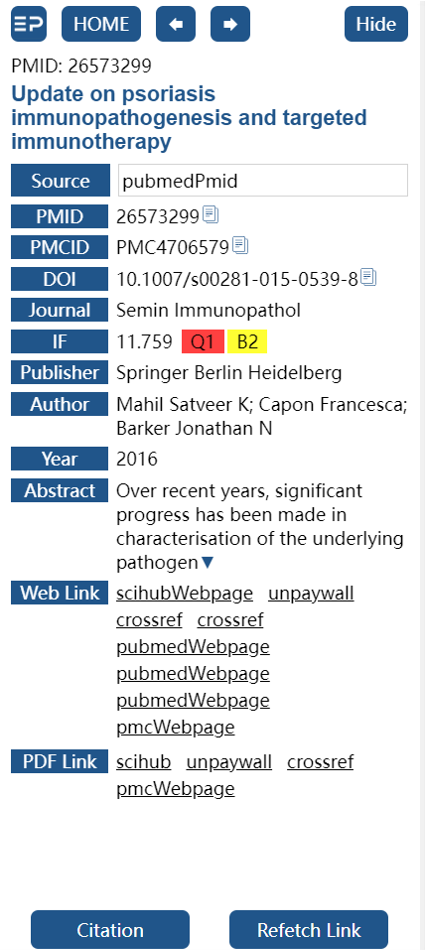 EP HOME Hide
PMID: 26573299
Update on psoriasis
immunopathogenesis and targeted
immunotherapy
Source pubmedPmid
PMID 26573299
PMCID PMC4706579
DOI 10.1007/s00281-015-0539-8
Journal Semin Immunopathol
IF 11.759 Q1 B2
Publisher Springer Berlin Heidelberg
Author Mahil Satveer K; Capon Francesca;
Barker Jonathan N
Year 2016
Abstract Over recent years, significant
progress has been made in
characterisation of the underlying
pathogen
Web Link scihubWebpage unpaywall
crossref crossref
pubmedWebpage
pubmedWebpage
pubmedWebpage
pmcWebpage
PDF Link scihub unpaywall crossref
pmcWebpage
Citation Refetch Link